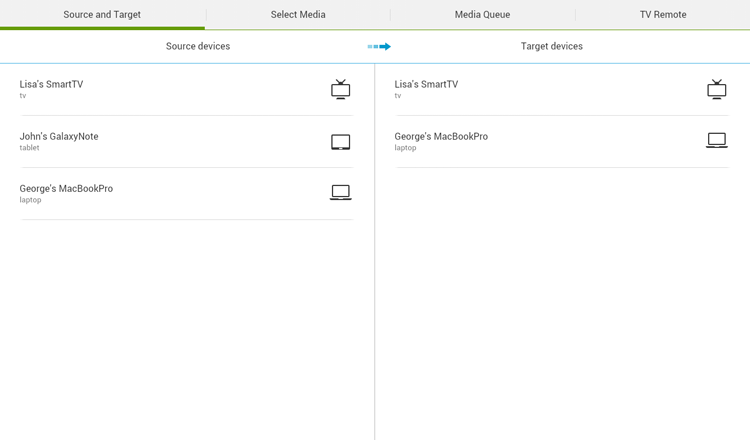 Source and Target
Select Media
Media Queue
TV Remote
Source devices
Target devices
Lisa's SmartTV
tv
John's GalaxyNote
tablet
George's MacBookPro
laptop
Lisa's SmartTV
tv
George's MacBookPro
laptop